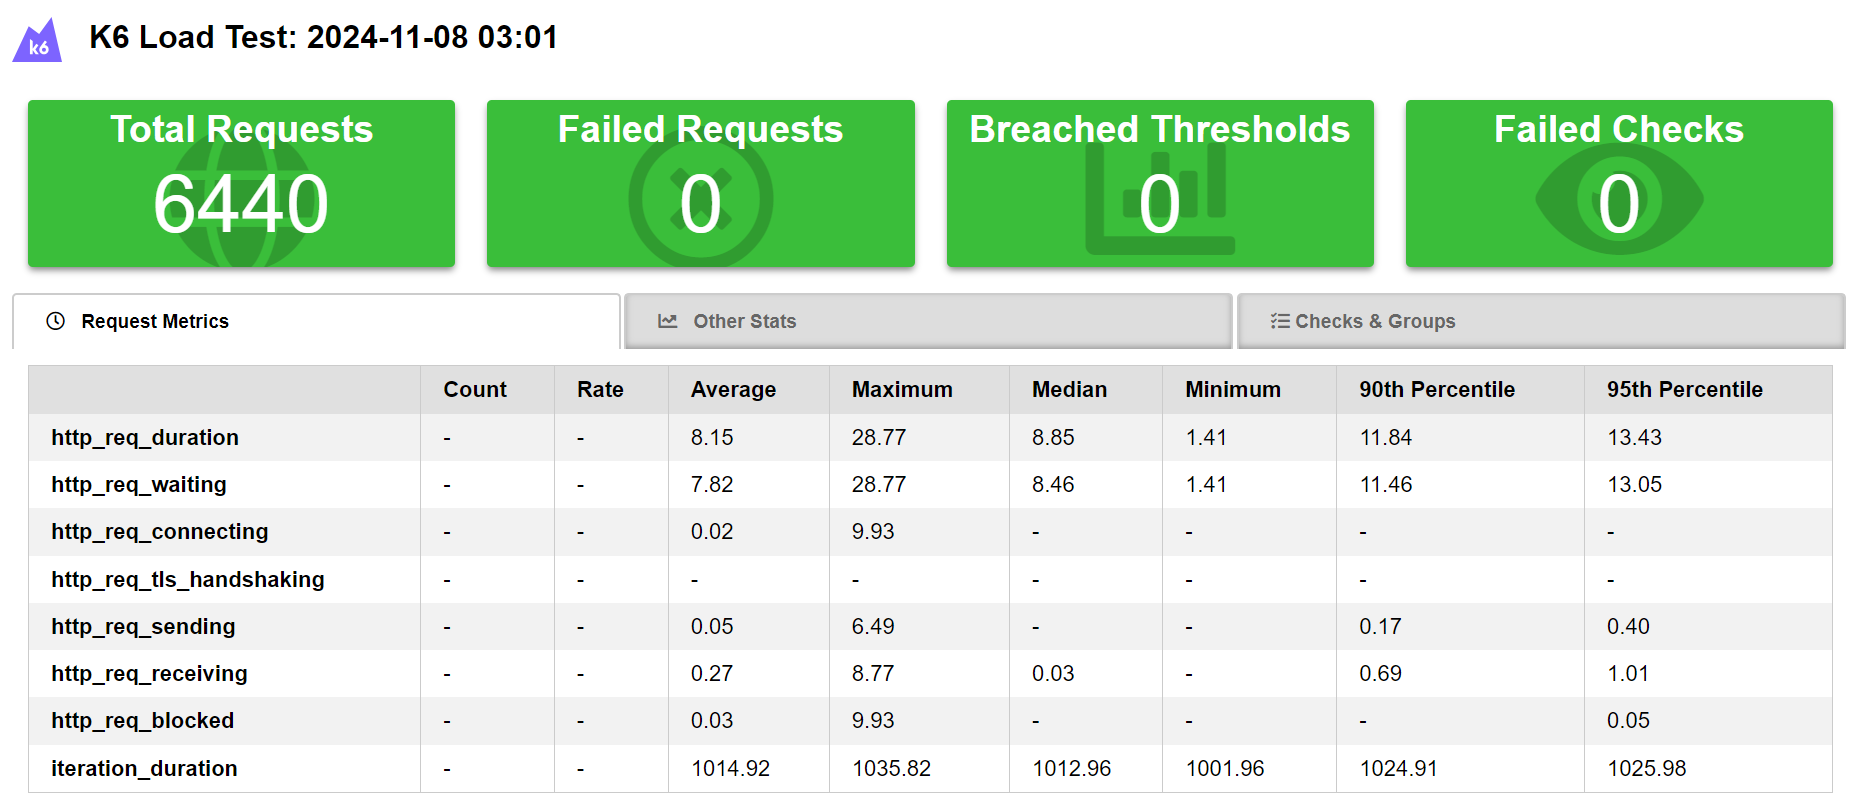 k6
K6 Load Test: 2024-11-08 03:01
Total Requests
6440
Failed Requests
0
Breached Thresholds
0
Failed Checks
0
Request Metrics
Other Stats
Checks & Groups
Count Rate Average Maximum Median Minimum 90th Percentile 95th Percentile
http_req_duration - - 8.15 28.77 8.85 1.41 11.84 13.43
http_req_waiting - - 7.82 28.77 8.46 1.41 11.46 13.05
http_req_connecting - - 0.02 9.93 - - - -
http_req_tls_handshaking - - - - - - - -
http_req_sending - - 0.05 6.49 - - 0.17 0.40
http_req_receiving - - 0.27 8.77 0.03 - 0.69 1.01
http_req_blocked - - 0.03 9.93 - - - 0.05
iteration_duration - - 1014.92 1035.82 1012.96 1001.96 1024.91 1025.98